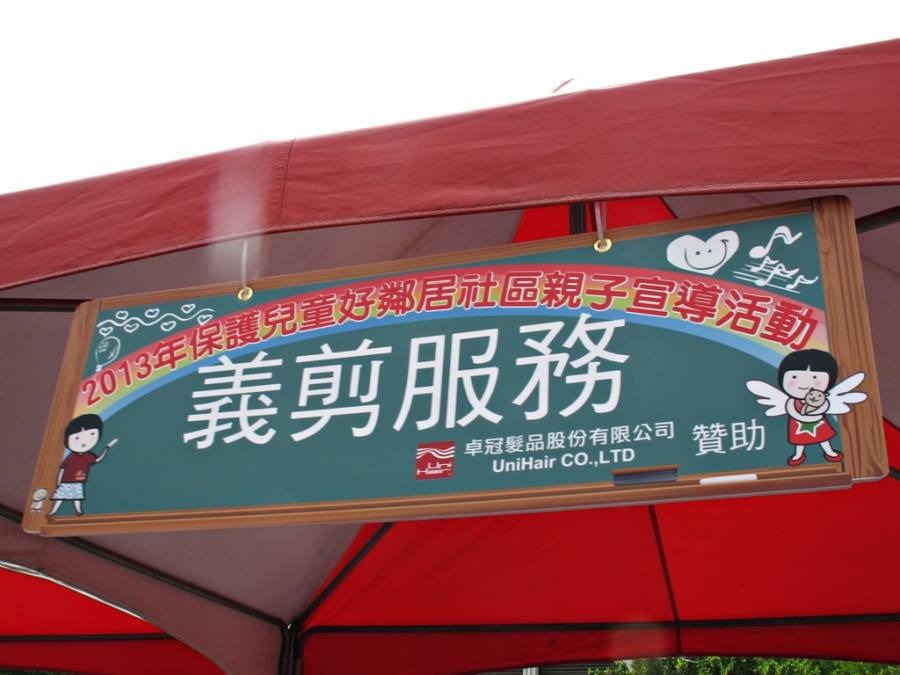 2013年保護兒童好鄰居社區親子宣導活動
義剪服務
Uni Hair
卓冠髮品股份有限公司
UniHair CO.,LTD
贊助